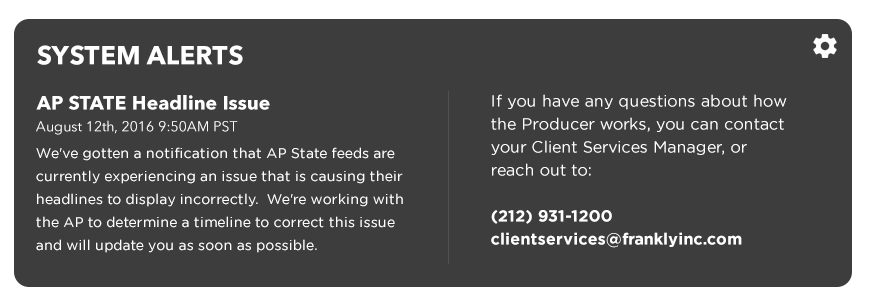 SYSTEM ALERTS
AP STATE Headline Issue
August 12th, 2016 9:50AM PST
We've gotten a notification that AP State feeds are
currently experiencing an issue that is causing their
headlines to display incorrectly.  We're working with
the AP to determine a timeline to correct this issue
and will update you as soon as possible.
If you have any questions about how
the Producer works, you can contact
your Client Services Manager, or
reach out to:
(212) 931-1200
clientservices@franklyinc.com